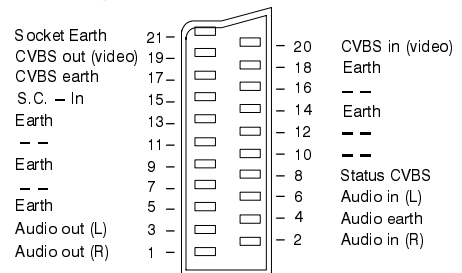 Socket Earth 21 –
CVBS out (video) 19 –
CVBS earth 17 –
S.C. – In 15 –
Earth 13 –
– – 11 –
Earth 9 –
– – 7 –
Earth 5 –
Audio out (L) 3 –
Audio out (R) 1 –
– 20 CVBS in (video)
– 18 Earth
– 16 – –
– 14 Earth
– 12 – –
– 10 – –
– 8 Status CVBS
– 6 Audio in (L)
– 4 Audio earth
– 2 Audio in (R)